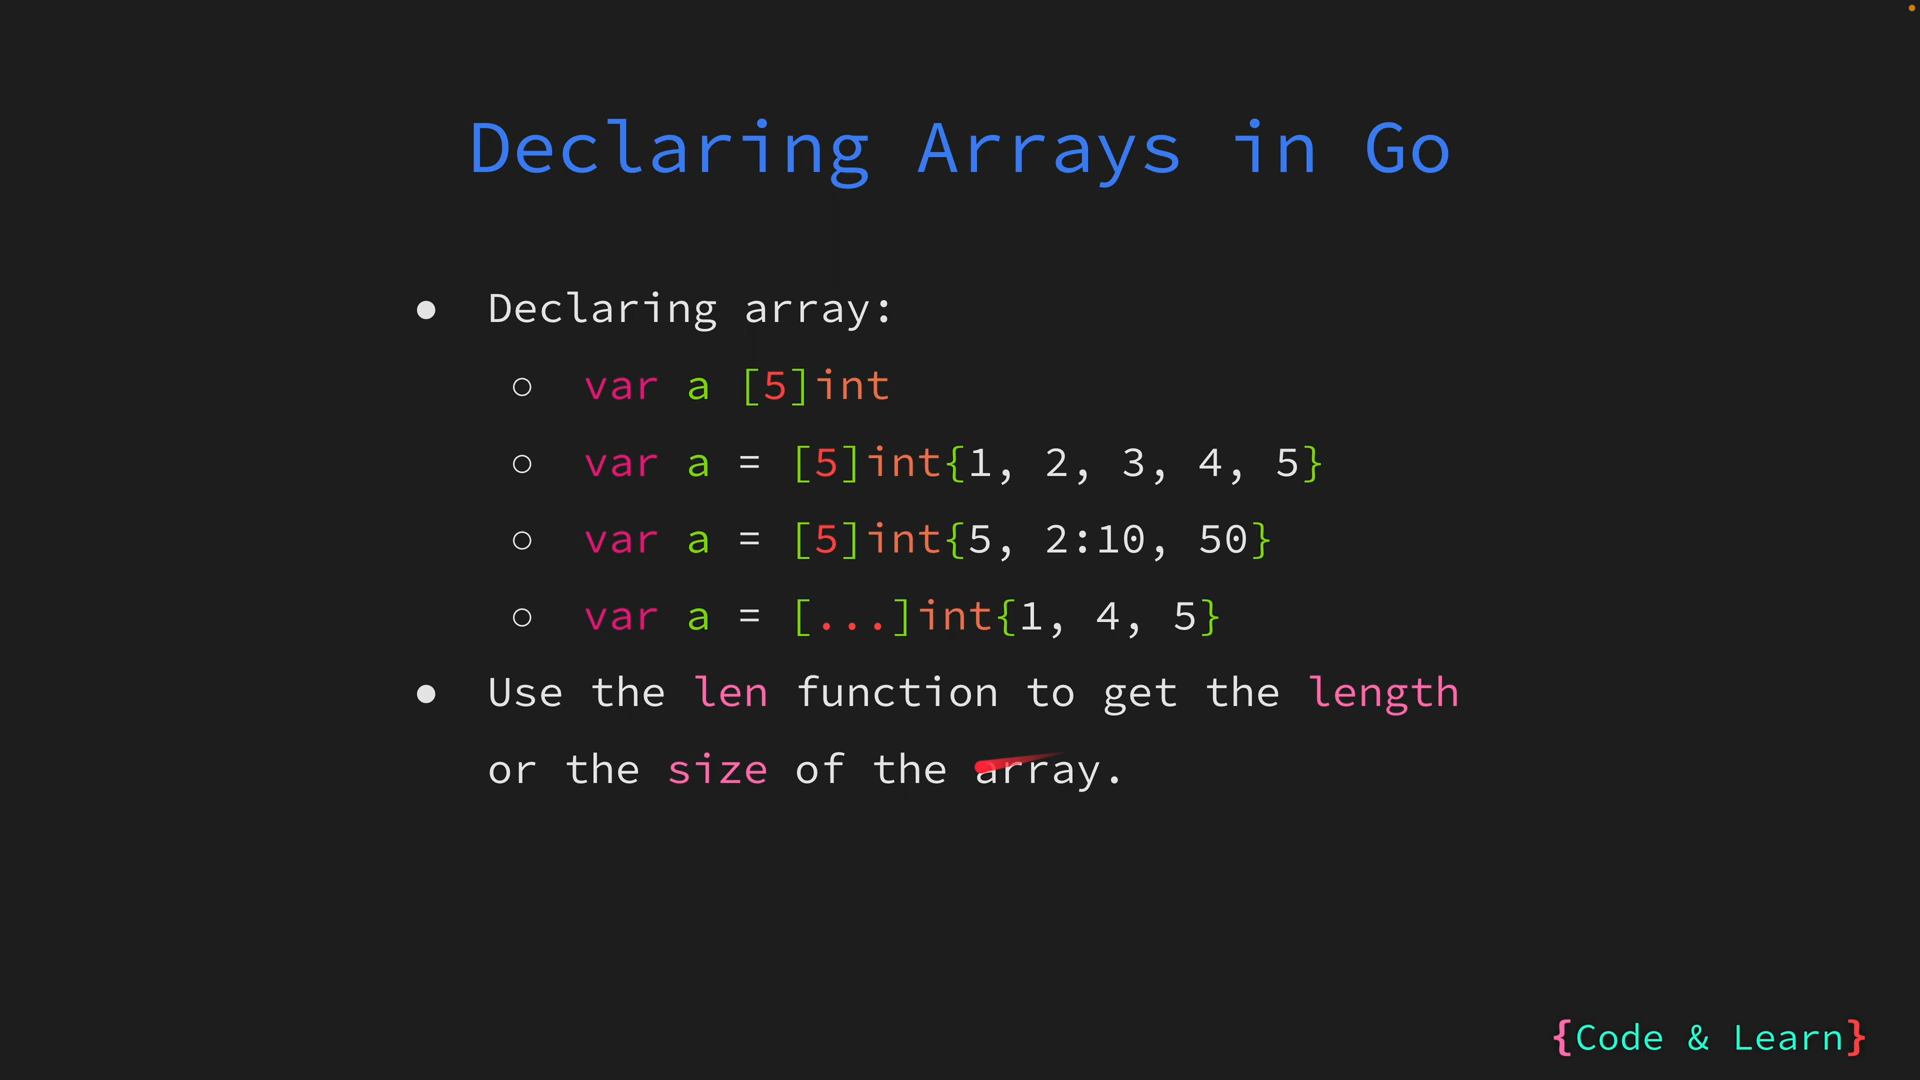 Declaring Arrays in Go
● Declaring array:
○ var a [5]int
○ var a = [5]int{1, 2, 3, 4, 5}
○ var a = [5]int{5, 2:10, 50}
○ var a = [...]int{1, 4, 5}
● Use the len function to get the length
or the size of the array.
{Code & Learn}